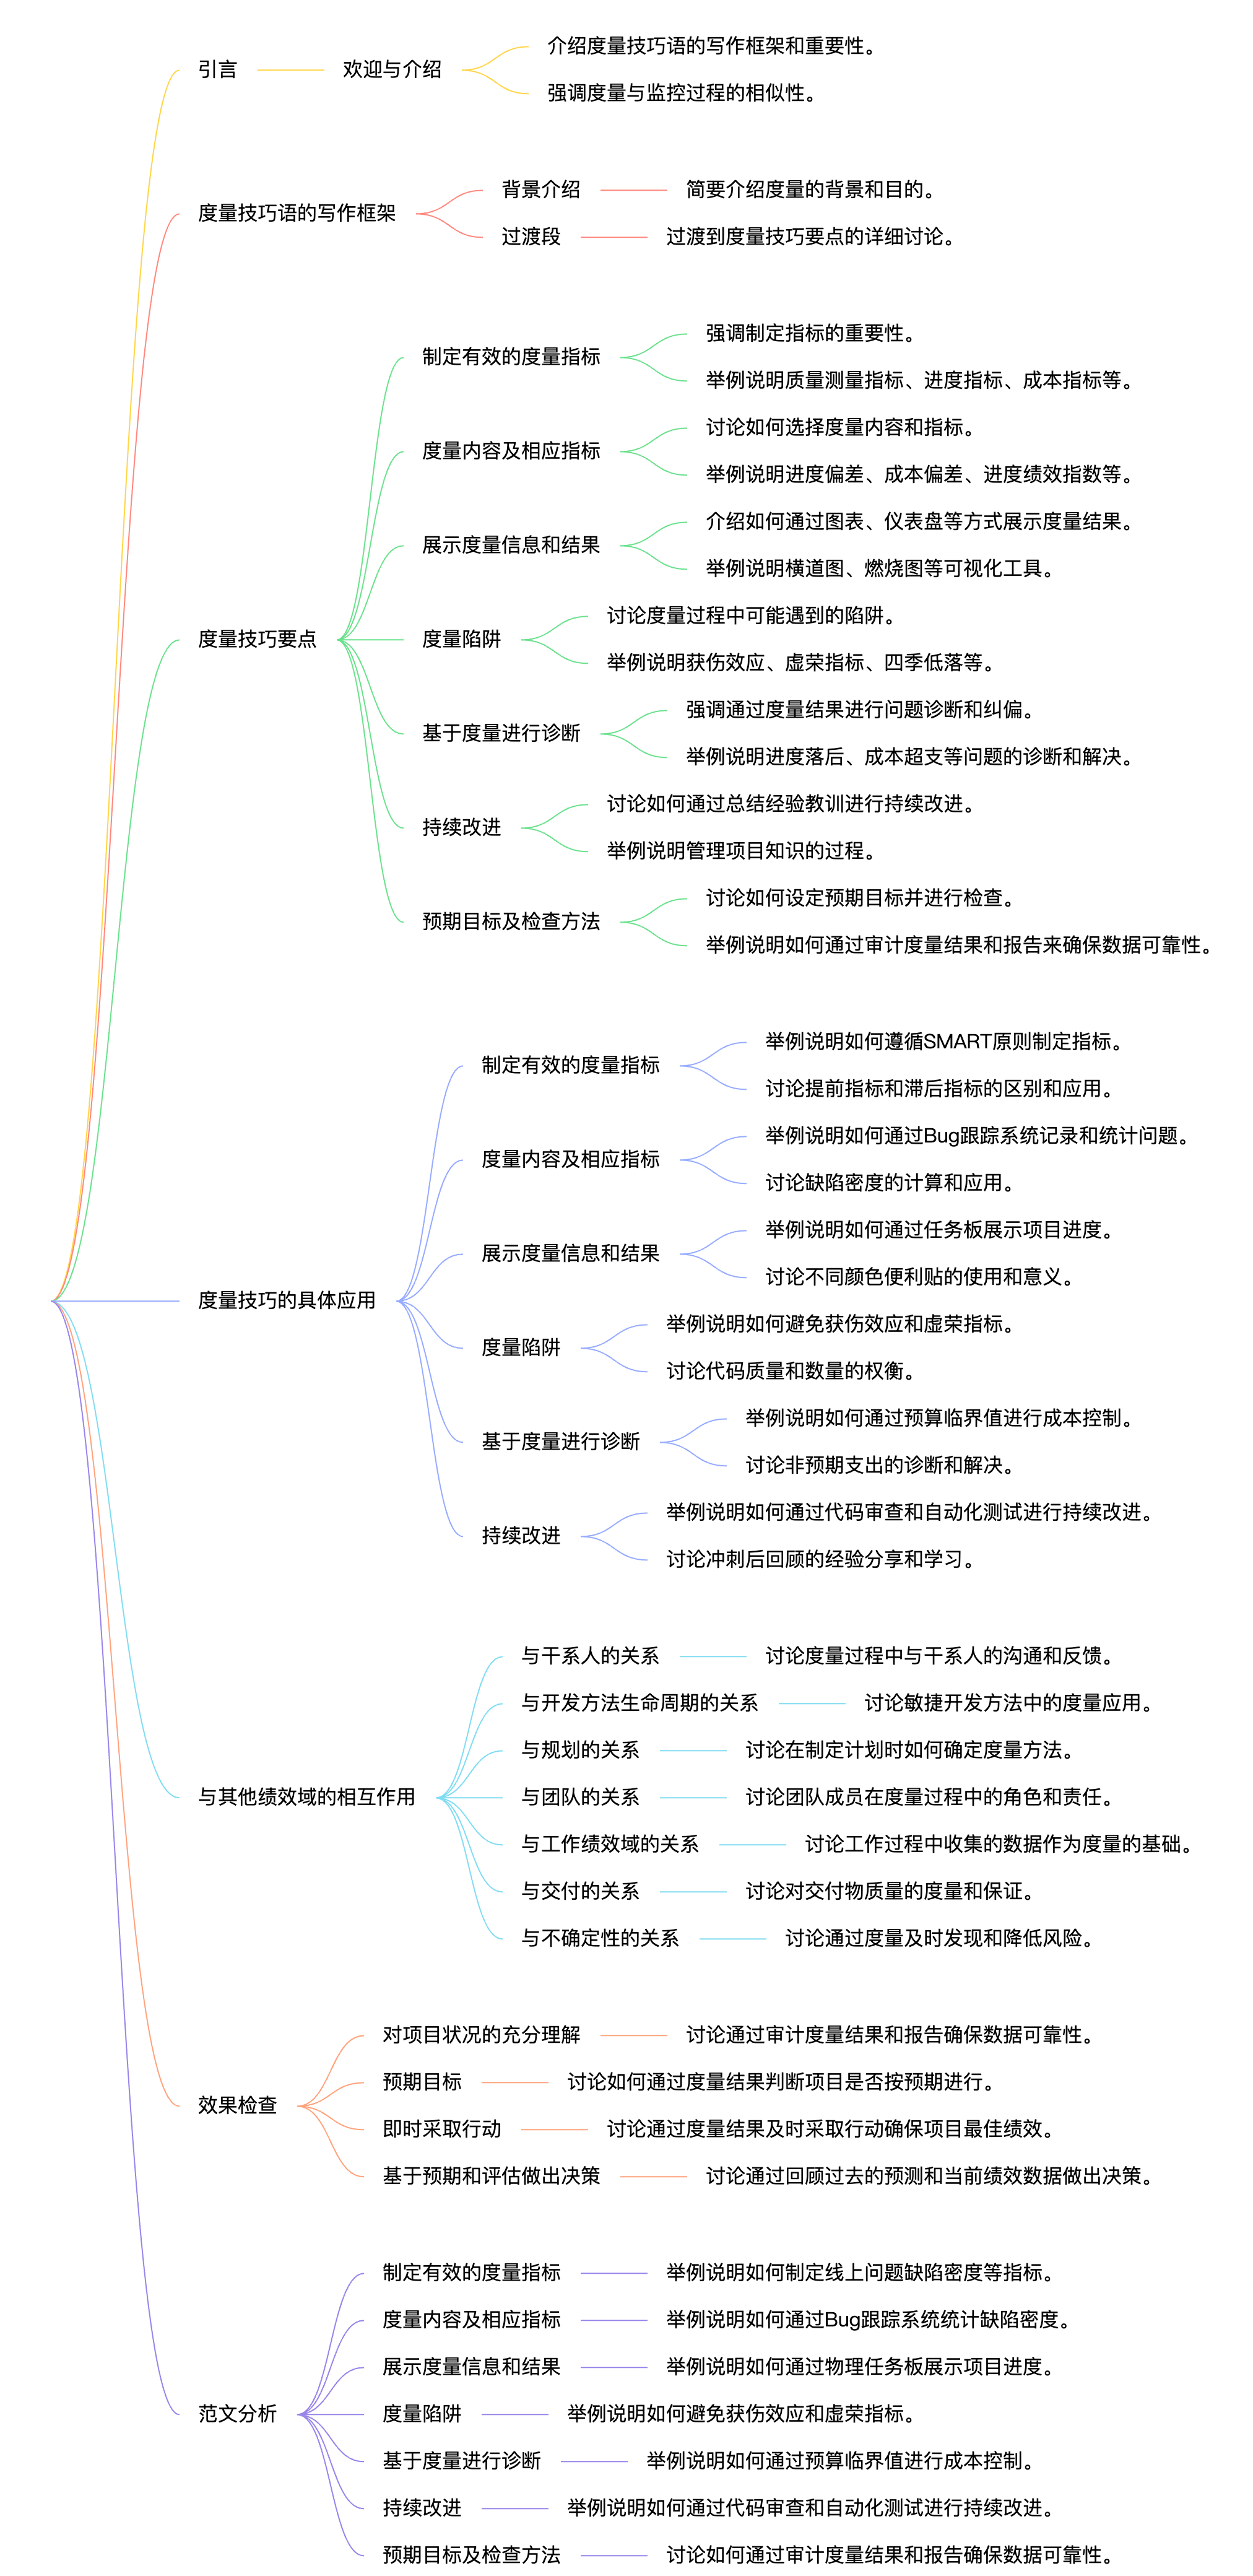 引言
欢迎与介绍
介绍度量技巧语的写作框架和重要性。
强调度量与监控过程的相似性。
度量技巧语的写作框架
背景介绍
简要介绍度量的背景和目的。
过渡段
过渡到度量技巧要点的详细讨论。
度量技巧要点
制定有效的度量指标
强调制定指标的重要性。
举例说明质量测量指标、进度指标、成本指标等。
度量内容及相应指标
讨论如何选择度量内容和指标。
举例说明进度偏差、成本偏差、进度绩效指数等。
展示度量信息和结果
介绍如何通过图表、仪表盘等方式展示度量结果。
举例说明横道图、燃烧图等可视化工具。
度量陷阱
讨论度量过程中可能遇到的陷阱。
举例说明获伤效应、虚荣指标、四季低落等。
基于度量进行诊断
强调通过度量结果进行问题诊断和纠偏。
举例说明进度落后、成本超支等问题的诊断和解决。
持续改进
讨论如何通过总结经验教训进行持续改进。
举例说明管理项目知识的过程。
预期目标及检查方法
讨论如何设定预期目标并进行检查。
举例说明如何通过审计度量结果和报告来确保数据可靠性。
度量技巧的具体应用
制定有效的度量指标
举例说明如何遵循SMART原则制定指标。
讨论提前指标和滞后指标的区别和应用。
度量内容及相应指标
举例说明如何通过Bug跟踪系统记录和统计问题。
讨论缺陷密度的计算和应用。
展示度量信息和结果
举例说明如何通过任务板展示项目进度。
讨论不同颜色便利贴的使用和意义。
度量陷阱
举例说明如何避免获伤效应和虚荣指标。
讨论代码质量和数量的权衡。
基于度量进行诊断
举例说明如何通过预算临界值进行成本控制。
讨论非预期支出的诊断和解决。
持续改进
举例说明如何通过代码审查和自动化测试进行持续改进。
讨论冲刺后回顾的经验分享和学习。
与其他绩效域的相互作用
与干系人的关系
讨论度量过程中与干系人的沟通和反馈。
与开发方法生命周期的关系
讨论敏捷开发方法中的度量应用。
与规划的关系
讨论在制定计划时如何确定度量方法。
与团队的关系
讨论团队成员在度量过程中的角色和责任。
与工作绩效域的关系
讨论工作过程中收集的数据作为度量的基础。
与交付的关系
讨论对交付物质量的度量和保证。
与不确定性的关系
讨论通过度量及时发现和降低风险。
效果检查
对项目状况的充分理解
讨论通过审计度量结果和报告确保数据可靠性。
预期目标
讨论如何通过度量结果判断项目是否按预期进行。
即时采取行动
讨论通过度量结果及时采取行动确保项目最佳绩效。
基于预期和评估做出决策
讨论通过回顾过去的预测和当前绩效数据做出决策。
范文分析
制定有效的度量指标
举例说明如何制定线上问题缺陷密度等指标。
度量内容及相应指标
举例说明如何通过Bug跟踪系统统计缺陷密度。
展示度量信息和结果
举例说明如何通过物理任务板展示项目进度。
度量陷阱
举例说明如何避免获伤效应和虚荣指标。
基于度量进行诊断
举例说明如何通过预算临界值进行成本控制。
持续改进
举例说明如何通过代码审查和自动化测试进行持续改进。
预期目标及检查方法
讨论如何通过审计度量结果和报告确保数据可靠性。